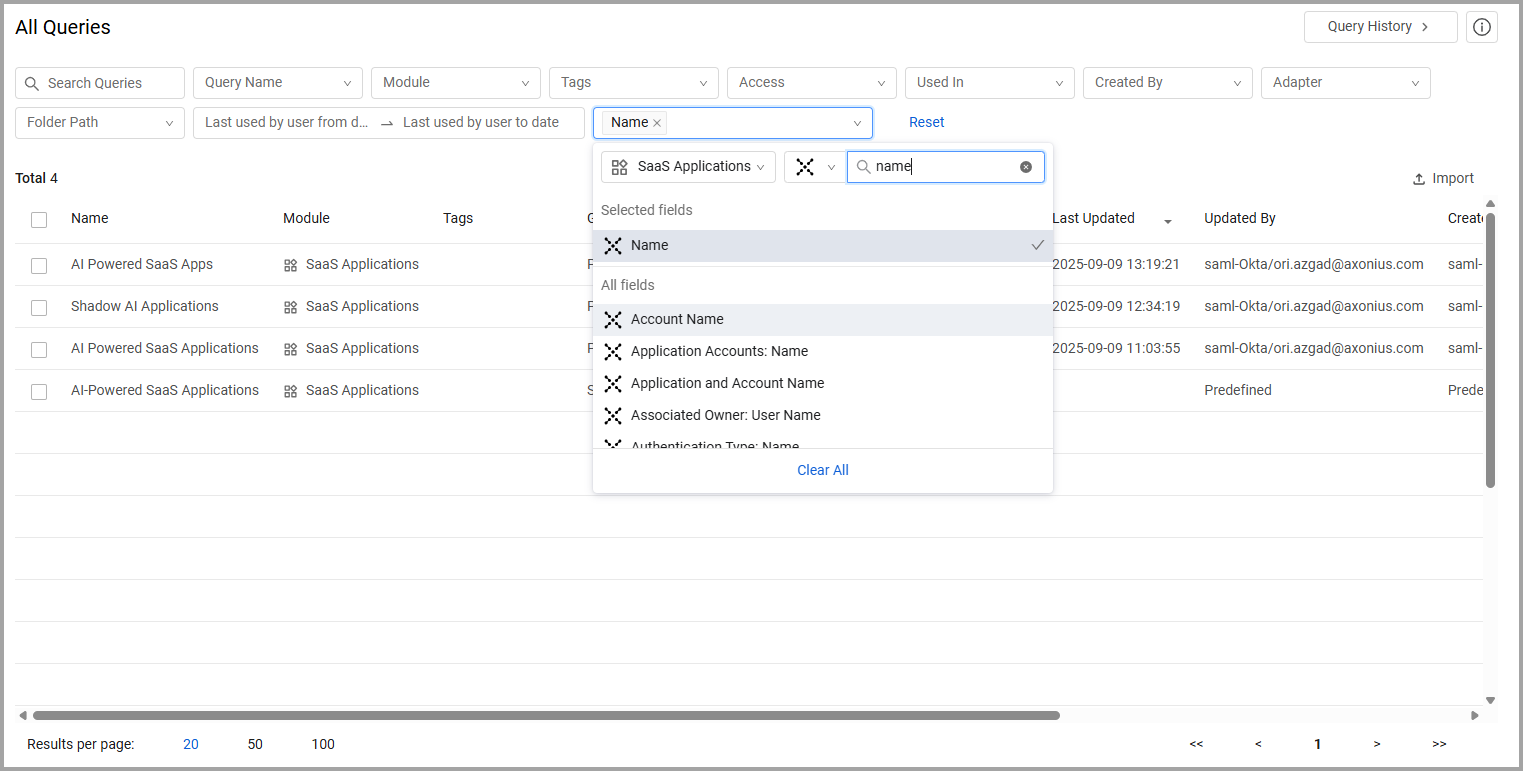 All Queries
Query History
Search Queries Query Name Module Tags Access Used In Created By Adapter
Folder Path Last used by user from d... Last used by user to date Name Reset
SaaS Applications name
Total 4 Import
Selected fields
Name Module Tags Last Updated Updated By
Name
AI Powered SaaS Apps SaaS Applications 2025-09-09 13:19:21 saml-Okta/ori.azgad@axonius.com saml-
All fields
Shadow AI Applications SaaS Applications 2025-09-09 12:34:19 saml-Okta/ori.azgad@axonius.com saml-
Account Name
AI Powered SaaS Applications SaaS Applications 2025-09-09 11:03:55 saml-Okta/ori.azgad@axonius.com saml-
Application Accounts: Name
AI-Powered SaaS Applications SaaS Applications Predefined Prede
Application and Account Name
Associated Owner: User Name
Authentication Type: Name
Clear All
Results per page: 20 50 100 << < 1 > >>